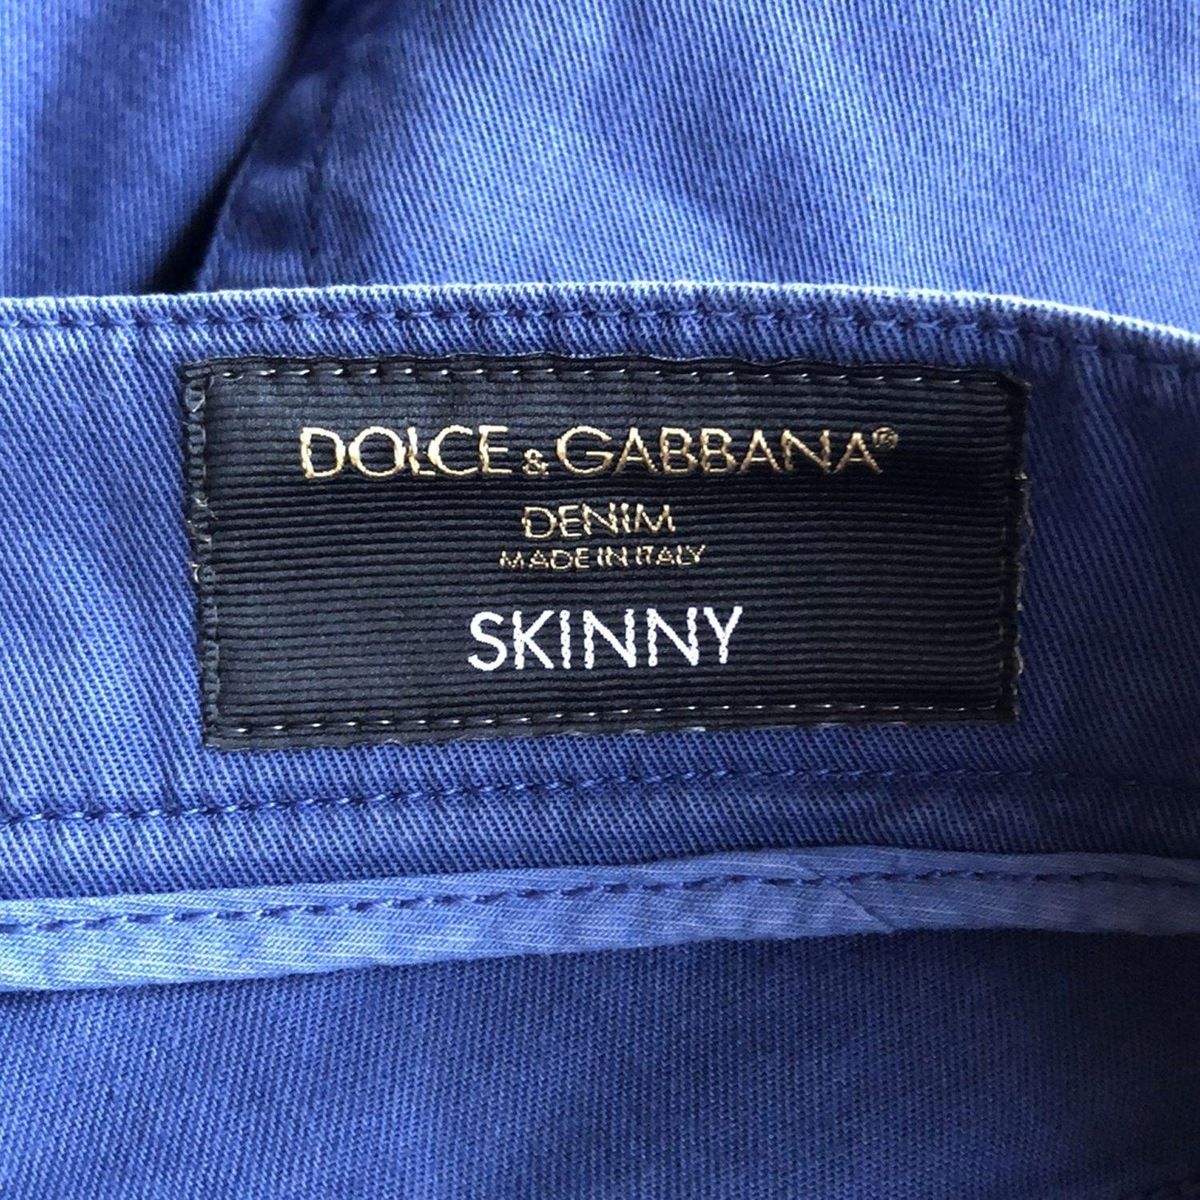 DOLCE & GABBANA®
DENIM
MADE IN ITALY
SKINNY